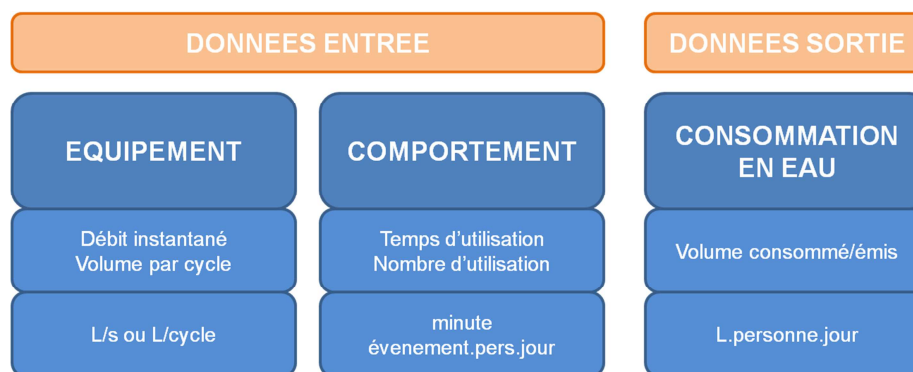 DONNEES ENTREE
DONNEES SORTIE
EQUIPEMENT
COMPORTEMENT
CONSOMMATION
EN EAU
Débit instantané
Volume par cycle
Temps d'utilisation
Nombre d'utilisation
Volume consommé/émis
L/s ou L/cycle
minute
évenement.pers.jour
L.personne.jour